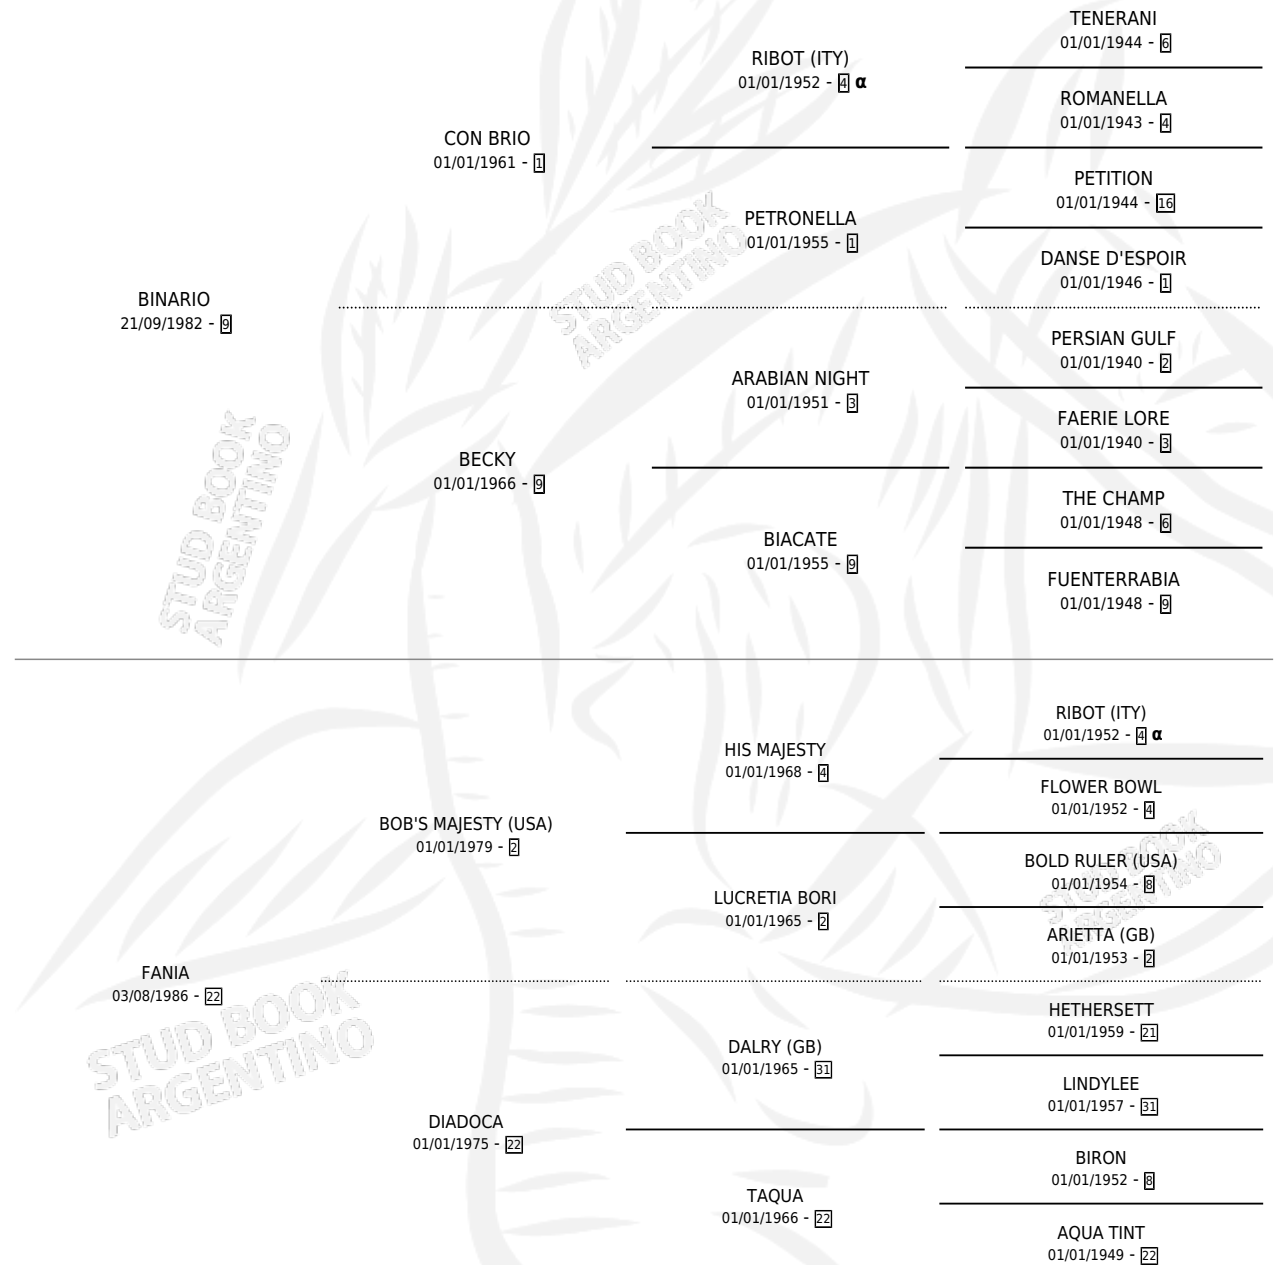 TENERANI
01/01/1944 - 6
RIBOT (ITY)
01/01/1952 - 4 α
ROMANELLA
01/01/1943 - 4
CON BRIO
01/01/1961 - 1
PETITION
01/01/1944 - 16
PETRONELLA
01/01/1955 - 1
DANSE D'ESPOIR
01/01/1946 - 1
BINARIO
21/09/1982 - 9
PERSIAN GULF
01/01/1940 - 2
ARABIAN NIGHT
01/01/1951 - 3
FAERIE LORE
01/01/1940 - 3
BECKY
01/01/1966 - 9
THE CHAMP
01/01/1948 - 6
BIACATE
01/01/1955 - 9
FUENTERRABIA
01/01/1948 - 9
STUD BOOK
ARGENTINO
STUD BOOK
ARGENTINO
RIBOT (ITY)
01/01/1952 - 4 α
HIS MAJESTY
01/01/1968 - 4
FLOWER BOWL
01/01/1952 - 4
BOB'S MAJESTY (USA)
01/01/1979 - 2
BOLD RULER (USA)
01/01/1954 - 8
LUCRETIA BORI
01/01/1965 - 2
ARIETTA (GB)
01/01/1953 - 2
FANIA
03/08/1986 - 22
HETHERSETT
01/01/1959 - 21
DALRY (GB)
01/01/1965 - 31
LINDYLEE
01/01/1957 - 31
DIADOCA
01/01/1975 - 22
BIRON
01/01/1952 - 8
TAQUA
01/01/1966 - 22
AQUA TINT
01/01/1949 - 22
STUD BOOK
ARGENTINO
STUD BOOK
ARGENTINO